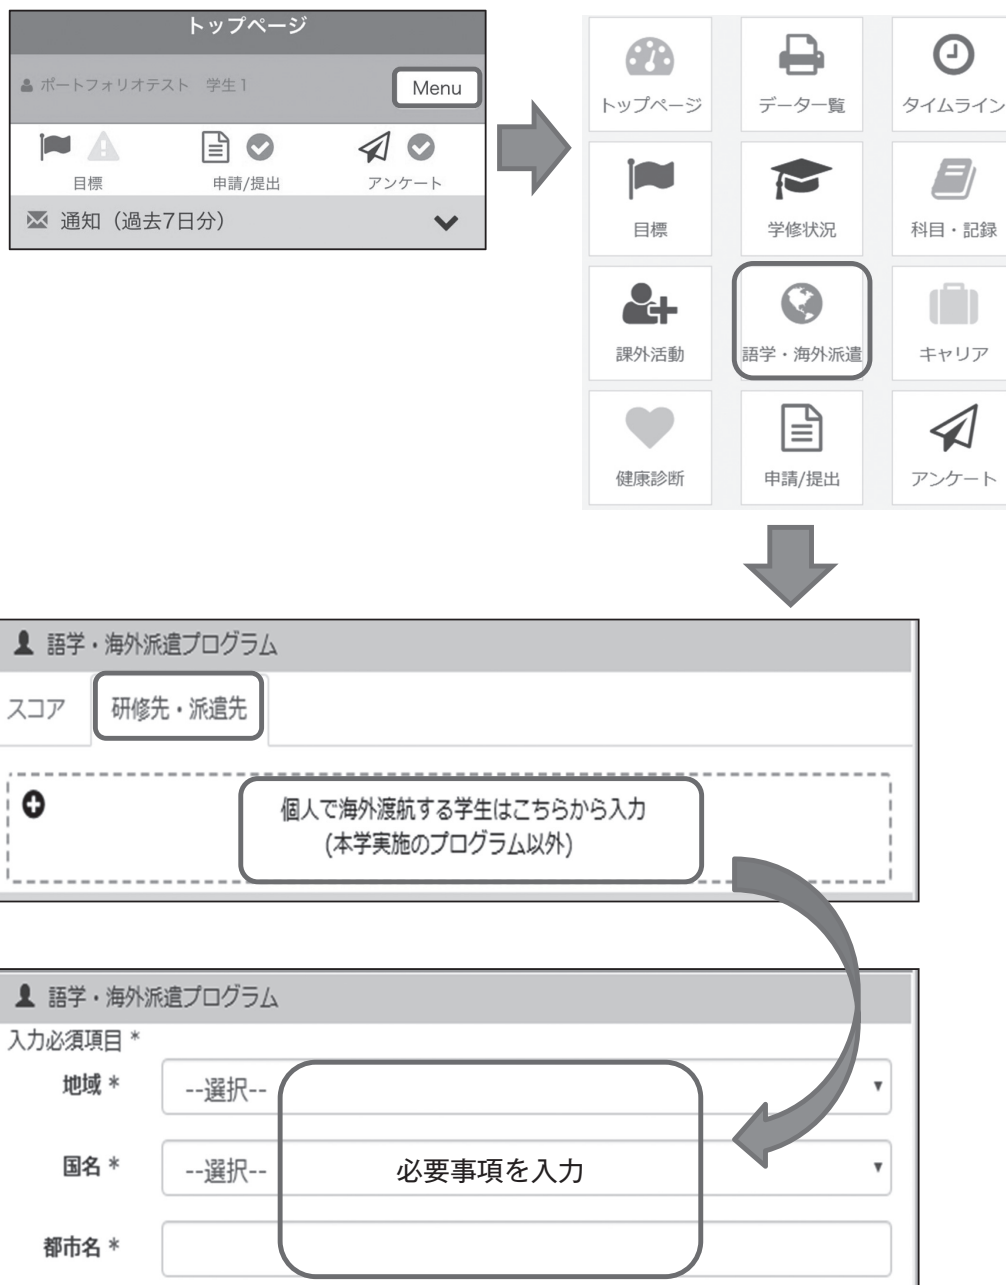 トップページ
ポートフォリオテスト 学生1
Menu
目標
申請/提出
アンケート
通知（過去7日分）
トップページ
データ一覧
タイムライン
目標
学修状況
科目・記録
課外活動
語学・海外派遣
キャリア
健康診断
申請/提出
アンケート
語学・海外派遣プログラム
スコア
研修先・派遣先
個人で海外渡航する学生はこちらから入力
(本学実施のプログラム以外)
語学・海外派遣プログラム
入力必須項目 *
地域 *
--選択--
国名 *
--選択--
必要事項を入力
都市名 *